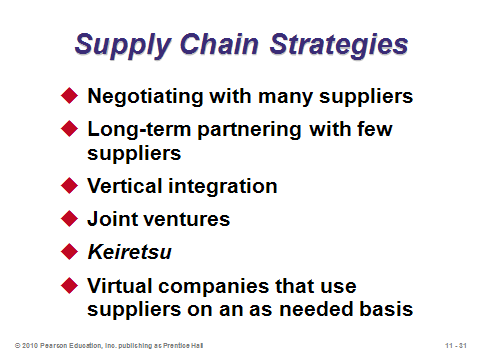 Supply Chain Strategies
Negotiating with many suppliers
Long-term partnering with few
suppliers
Vertical integration
Joint ventures
Keiretsu
Virtual companies that use
suppliers on an as needed basis
© 2010 Pearson Education, Inc. publishing as Prentice Hall
11 - 31